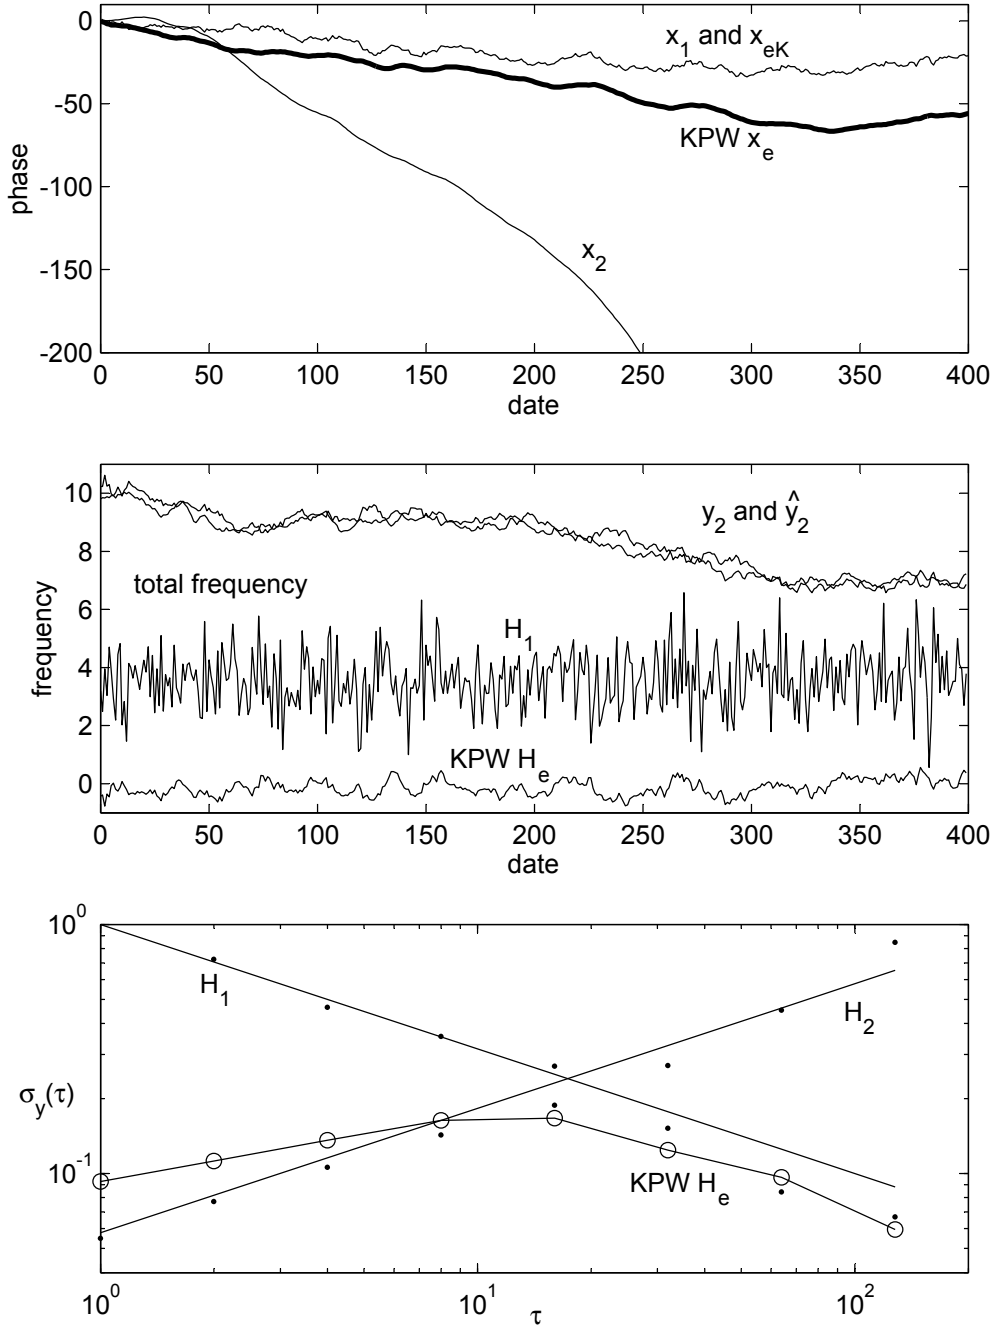 0
-50
-100
-150
-200
phase
x1 and xeK
KPW xe
x2
0 50 100 150 200 250 300 350 400
date
10
8
6
4
2
0
frequency
y2 and ŷ2
total frequency
H1
KPW He
0 50 100 150 200 250 300 350 400
date
10^0
10^-1
σy(τ)
H1
H2
KPW He
10^0 10^1 10^2
τ